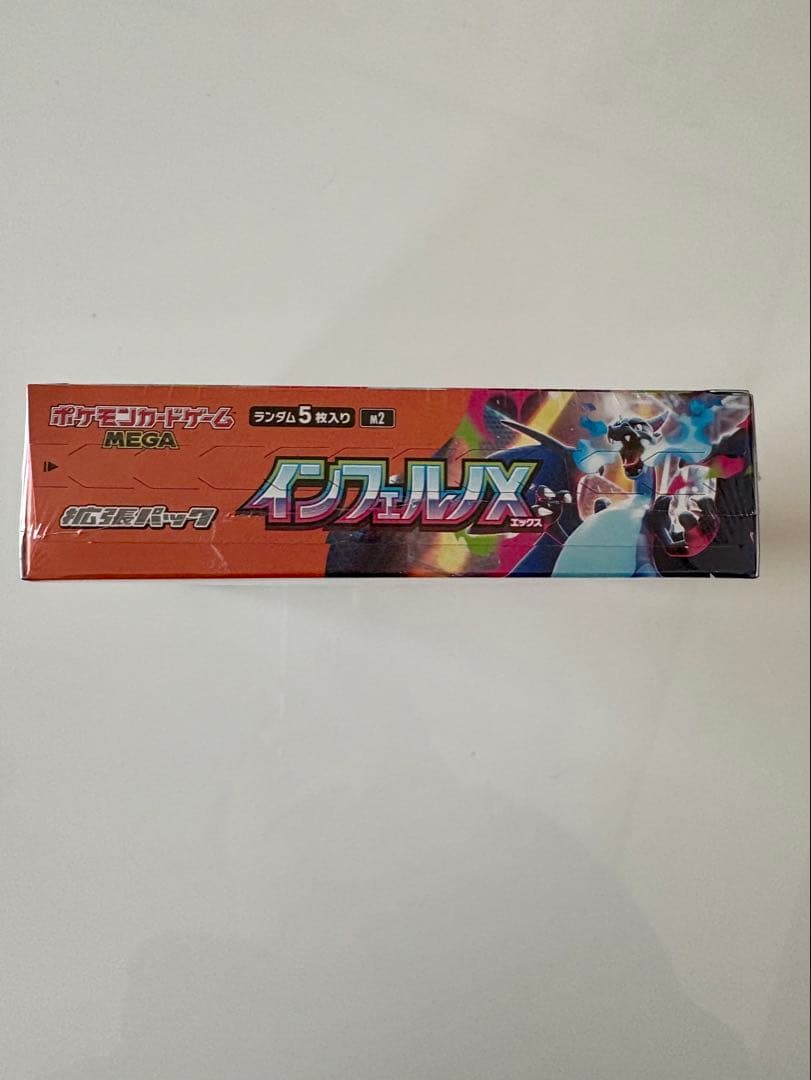 ポケモンカードゲーム
MEGA
ランダム5枚入り
M2
拡張パック
インフェルノX
エックス